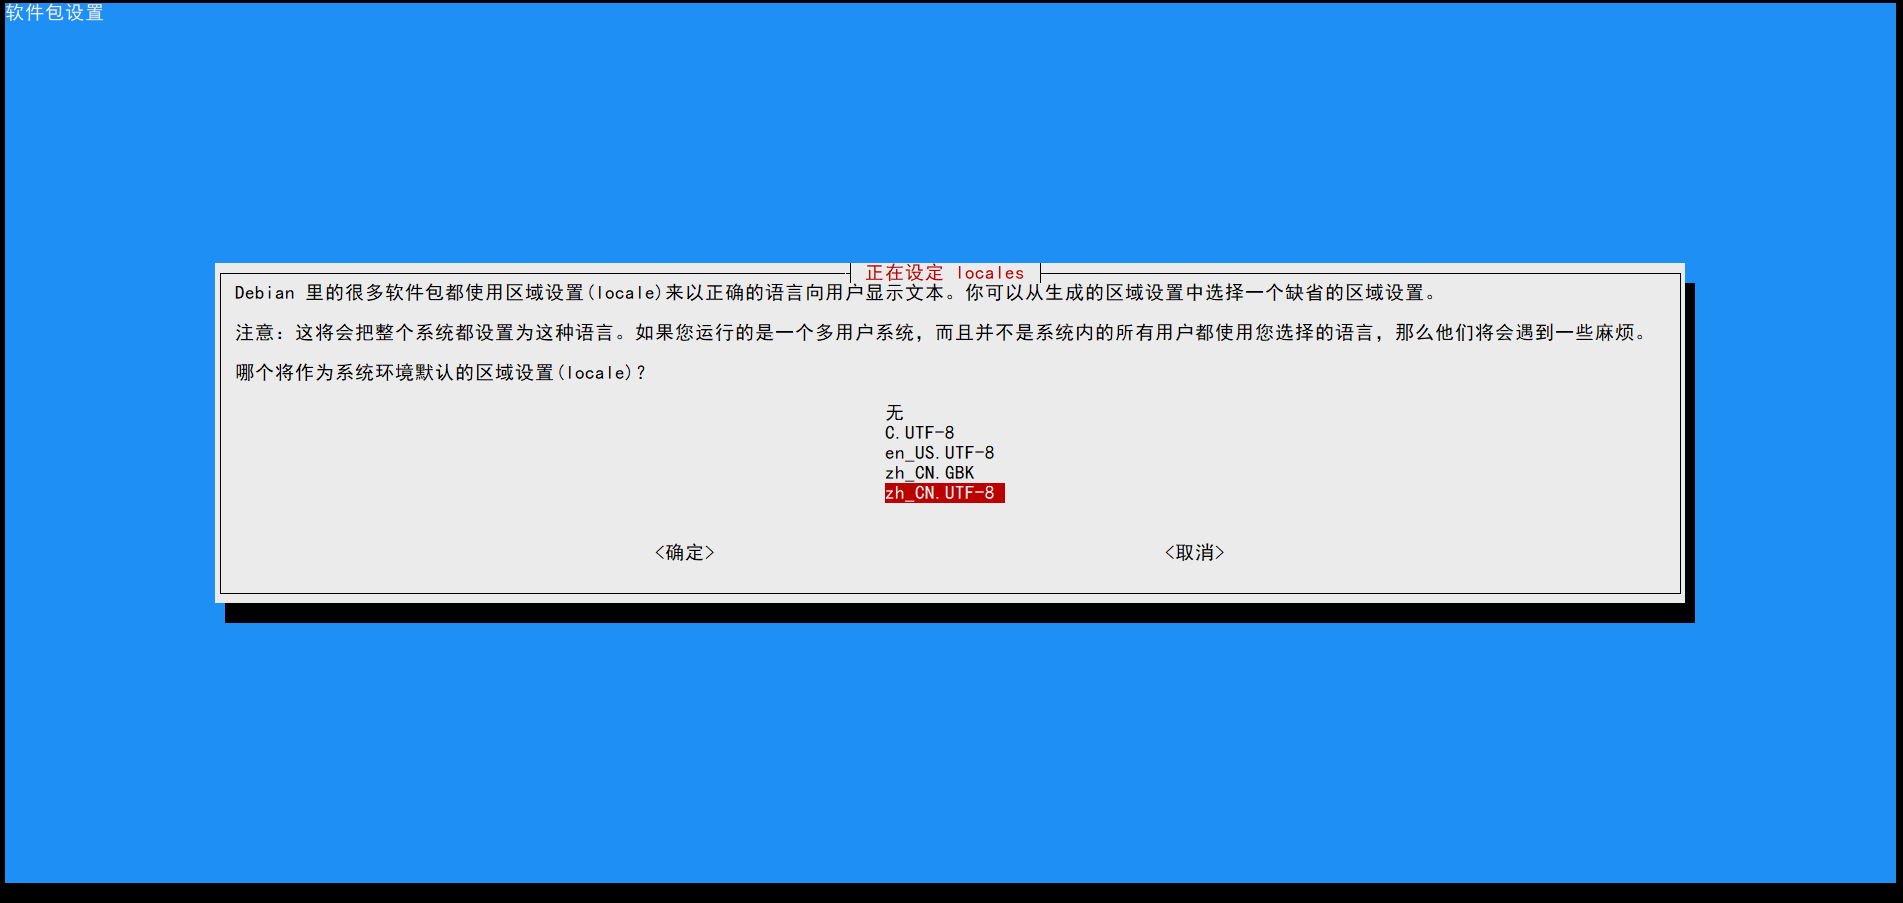 软件包设置
正在设定 locales
Debian 里的很多软件包都使用区域设置(locale)来以正确的语言向用户显示文本。你可以从生成的区域设置中选择一个缺省的区域设置。
注意：这将会把整个系统都设置为这种语言。如果您运行的是一个多用户系统，而且并不是系统内的所有用户都使用您选择的语言，那么他们将会遇到一些麻烦。
哪个将作为系统环境默认的区域设置(locale)?
无
C.UTF-8
en_US.UTF-8
zh_CN.GBK
zh_CN.UTF-8
<确定> <取消>